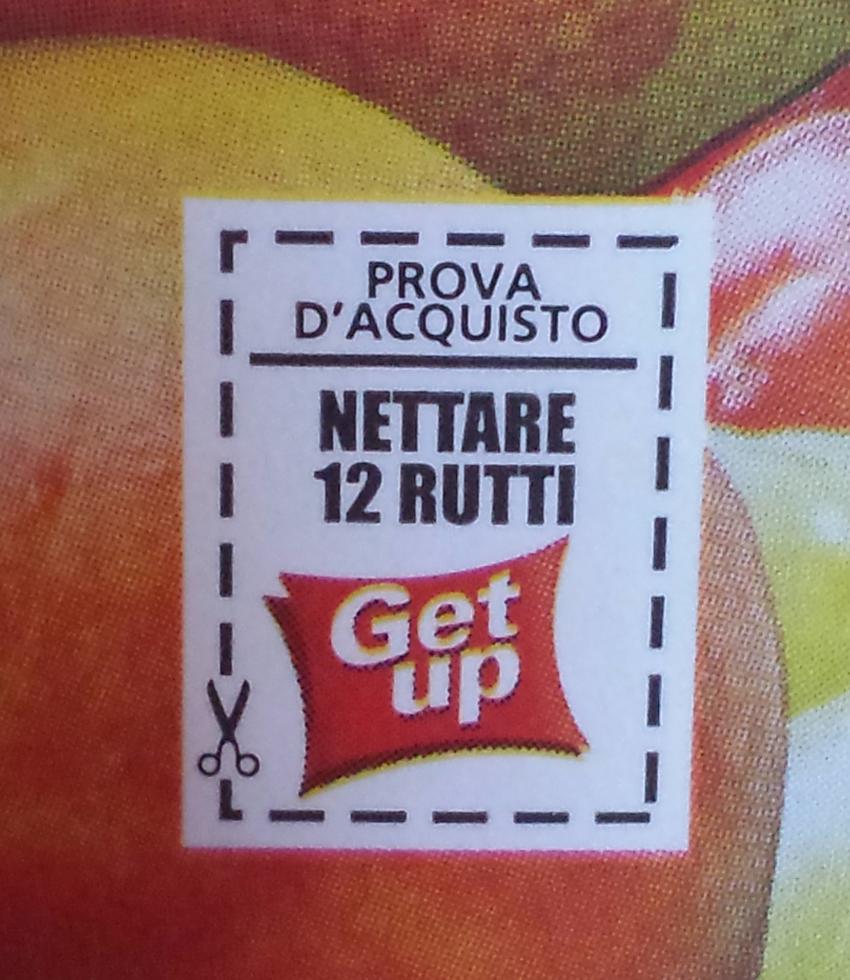 PROVA
D'ACQUISTO
NETTARE
12 RUTTI
Get
up